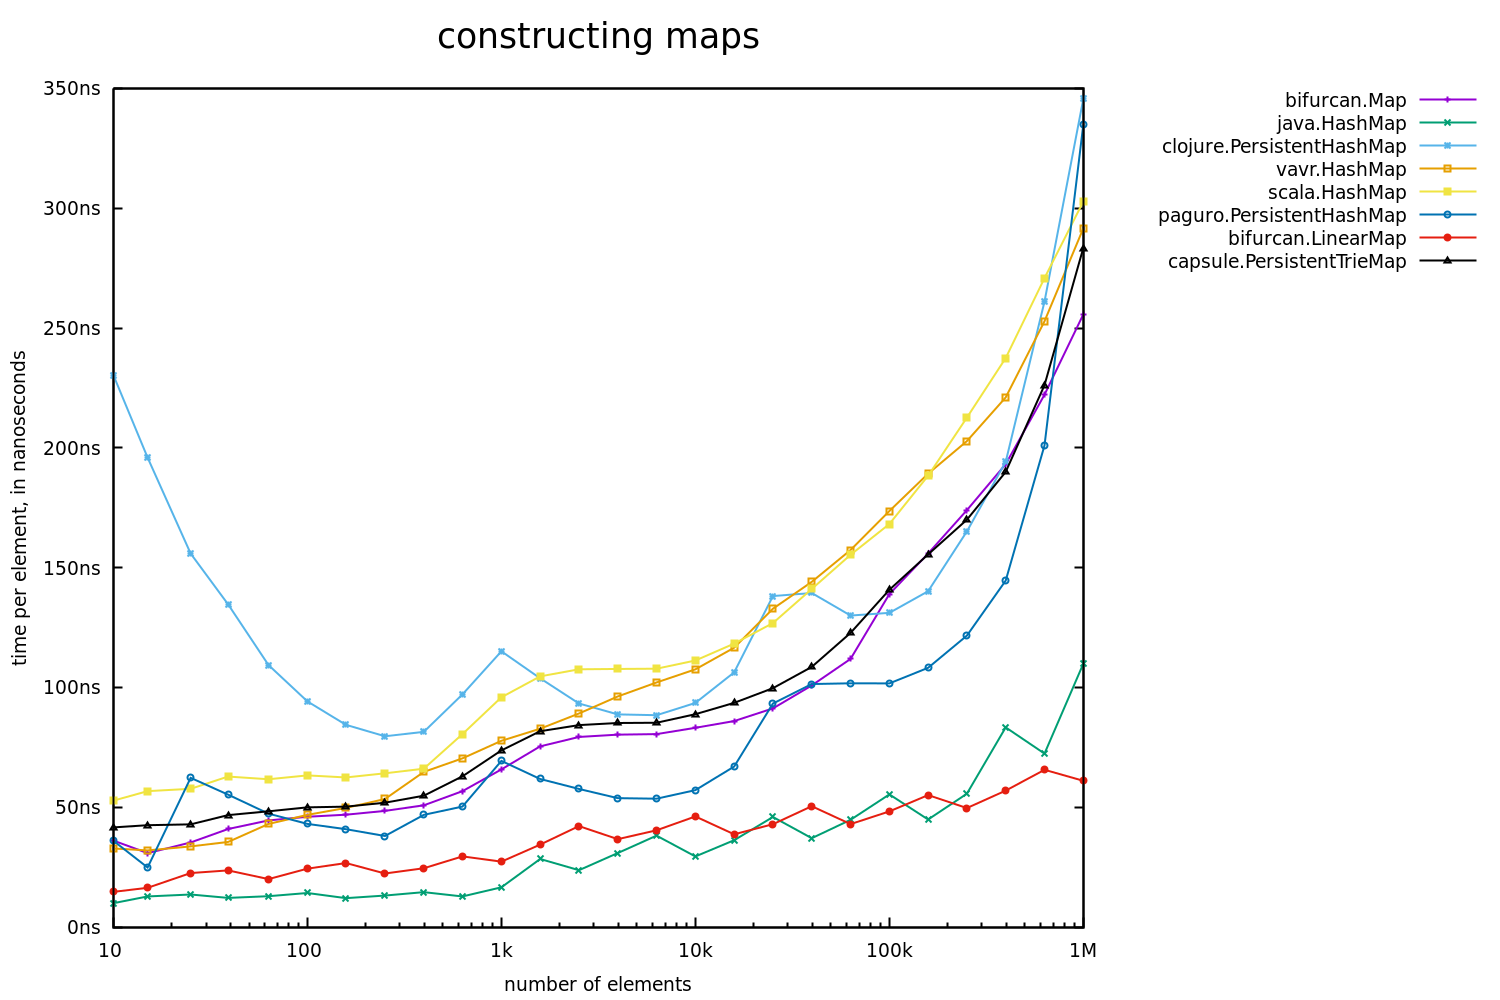 constructing maps
350ns
300ns
250ns
200ns
150ns
100ns
50ns
0ns
time per element, in nanoseconds
10 100 1k 10k 100k 1M
number of elements
bifurcan.Map
java.HashMap
clojure.PersistentHashMap
vavr.HashMap
scala.HashMap
paguro.PersistentHashMap
bifurcan.LinearMap
capsule.PersistentTrieMap